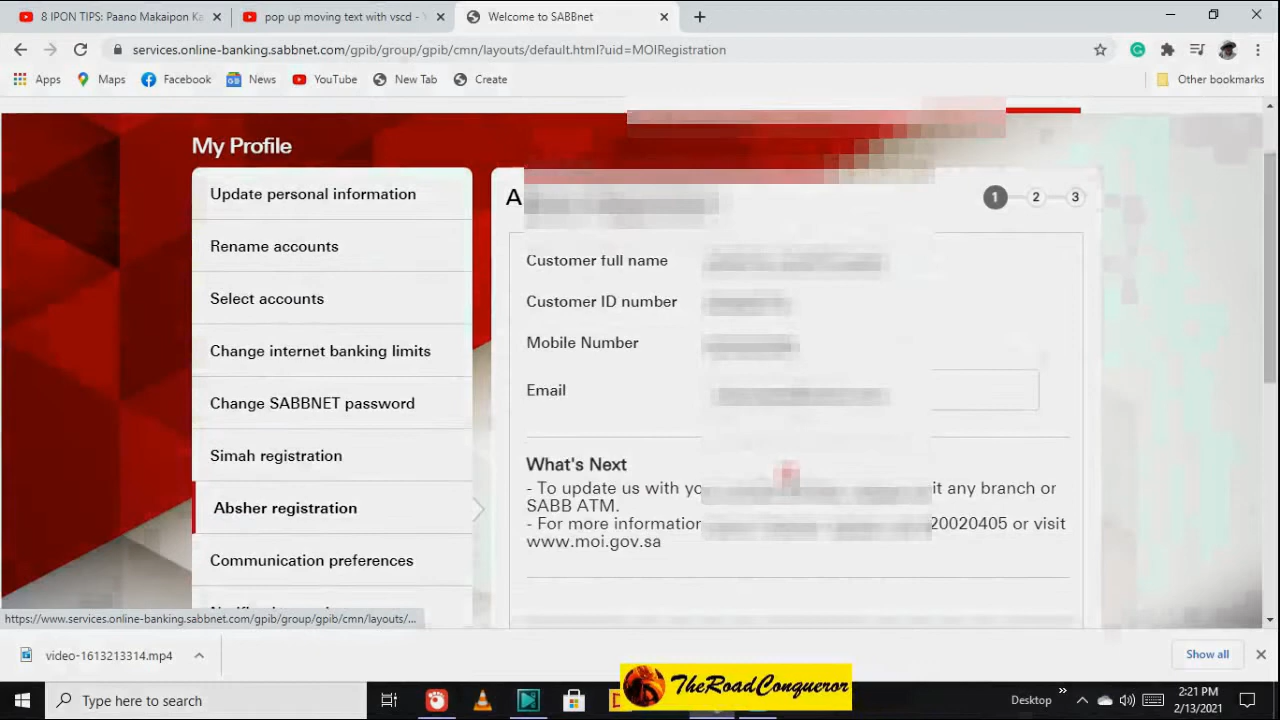 8 IPON TIPS: Paano Makaipon Ka
pop up moving text with vscd -
Welcome to SABBnet
services.online-banking.sabbnet.com/gpib/group/gpib/cmn/layouts/default.html?uid=MOIRegistration
Apps
Maps
Facebook
News
YouTube
New Tab
Create
Other bookmarks
My Profile
Update personal information
Rename accounts
Select accounts
Change internet banking limits
Change SABBNET password
Simah registration
Absher registration
Communication preferences
A
1 2 3
Customer full name
Customer ID number
Mobile Number
Email
What's Next
- To update us with yo it any branch or
SABB ATM.
- For more information 20020405 or visit
www.moi.gov.sa
https://www.services.online-banking.sabbnet.com/gpib/group/gpib/cmn/layouts/...
video-1613213314.mp4
Show all
Type here to search
TheRoadConqueror
Desktop
2:21 PM
2/13/2021